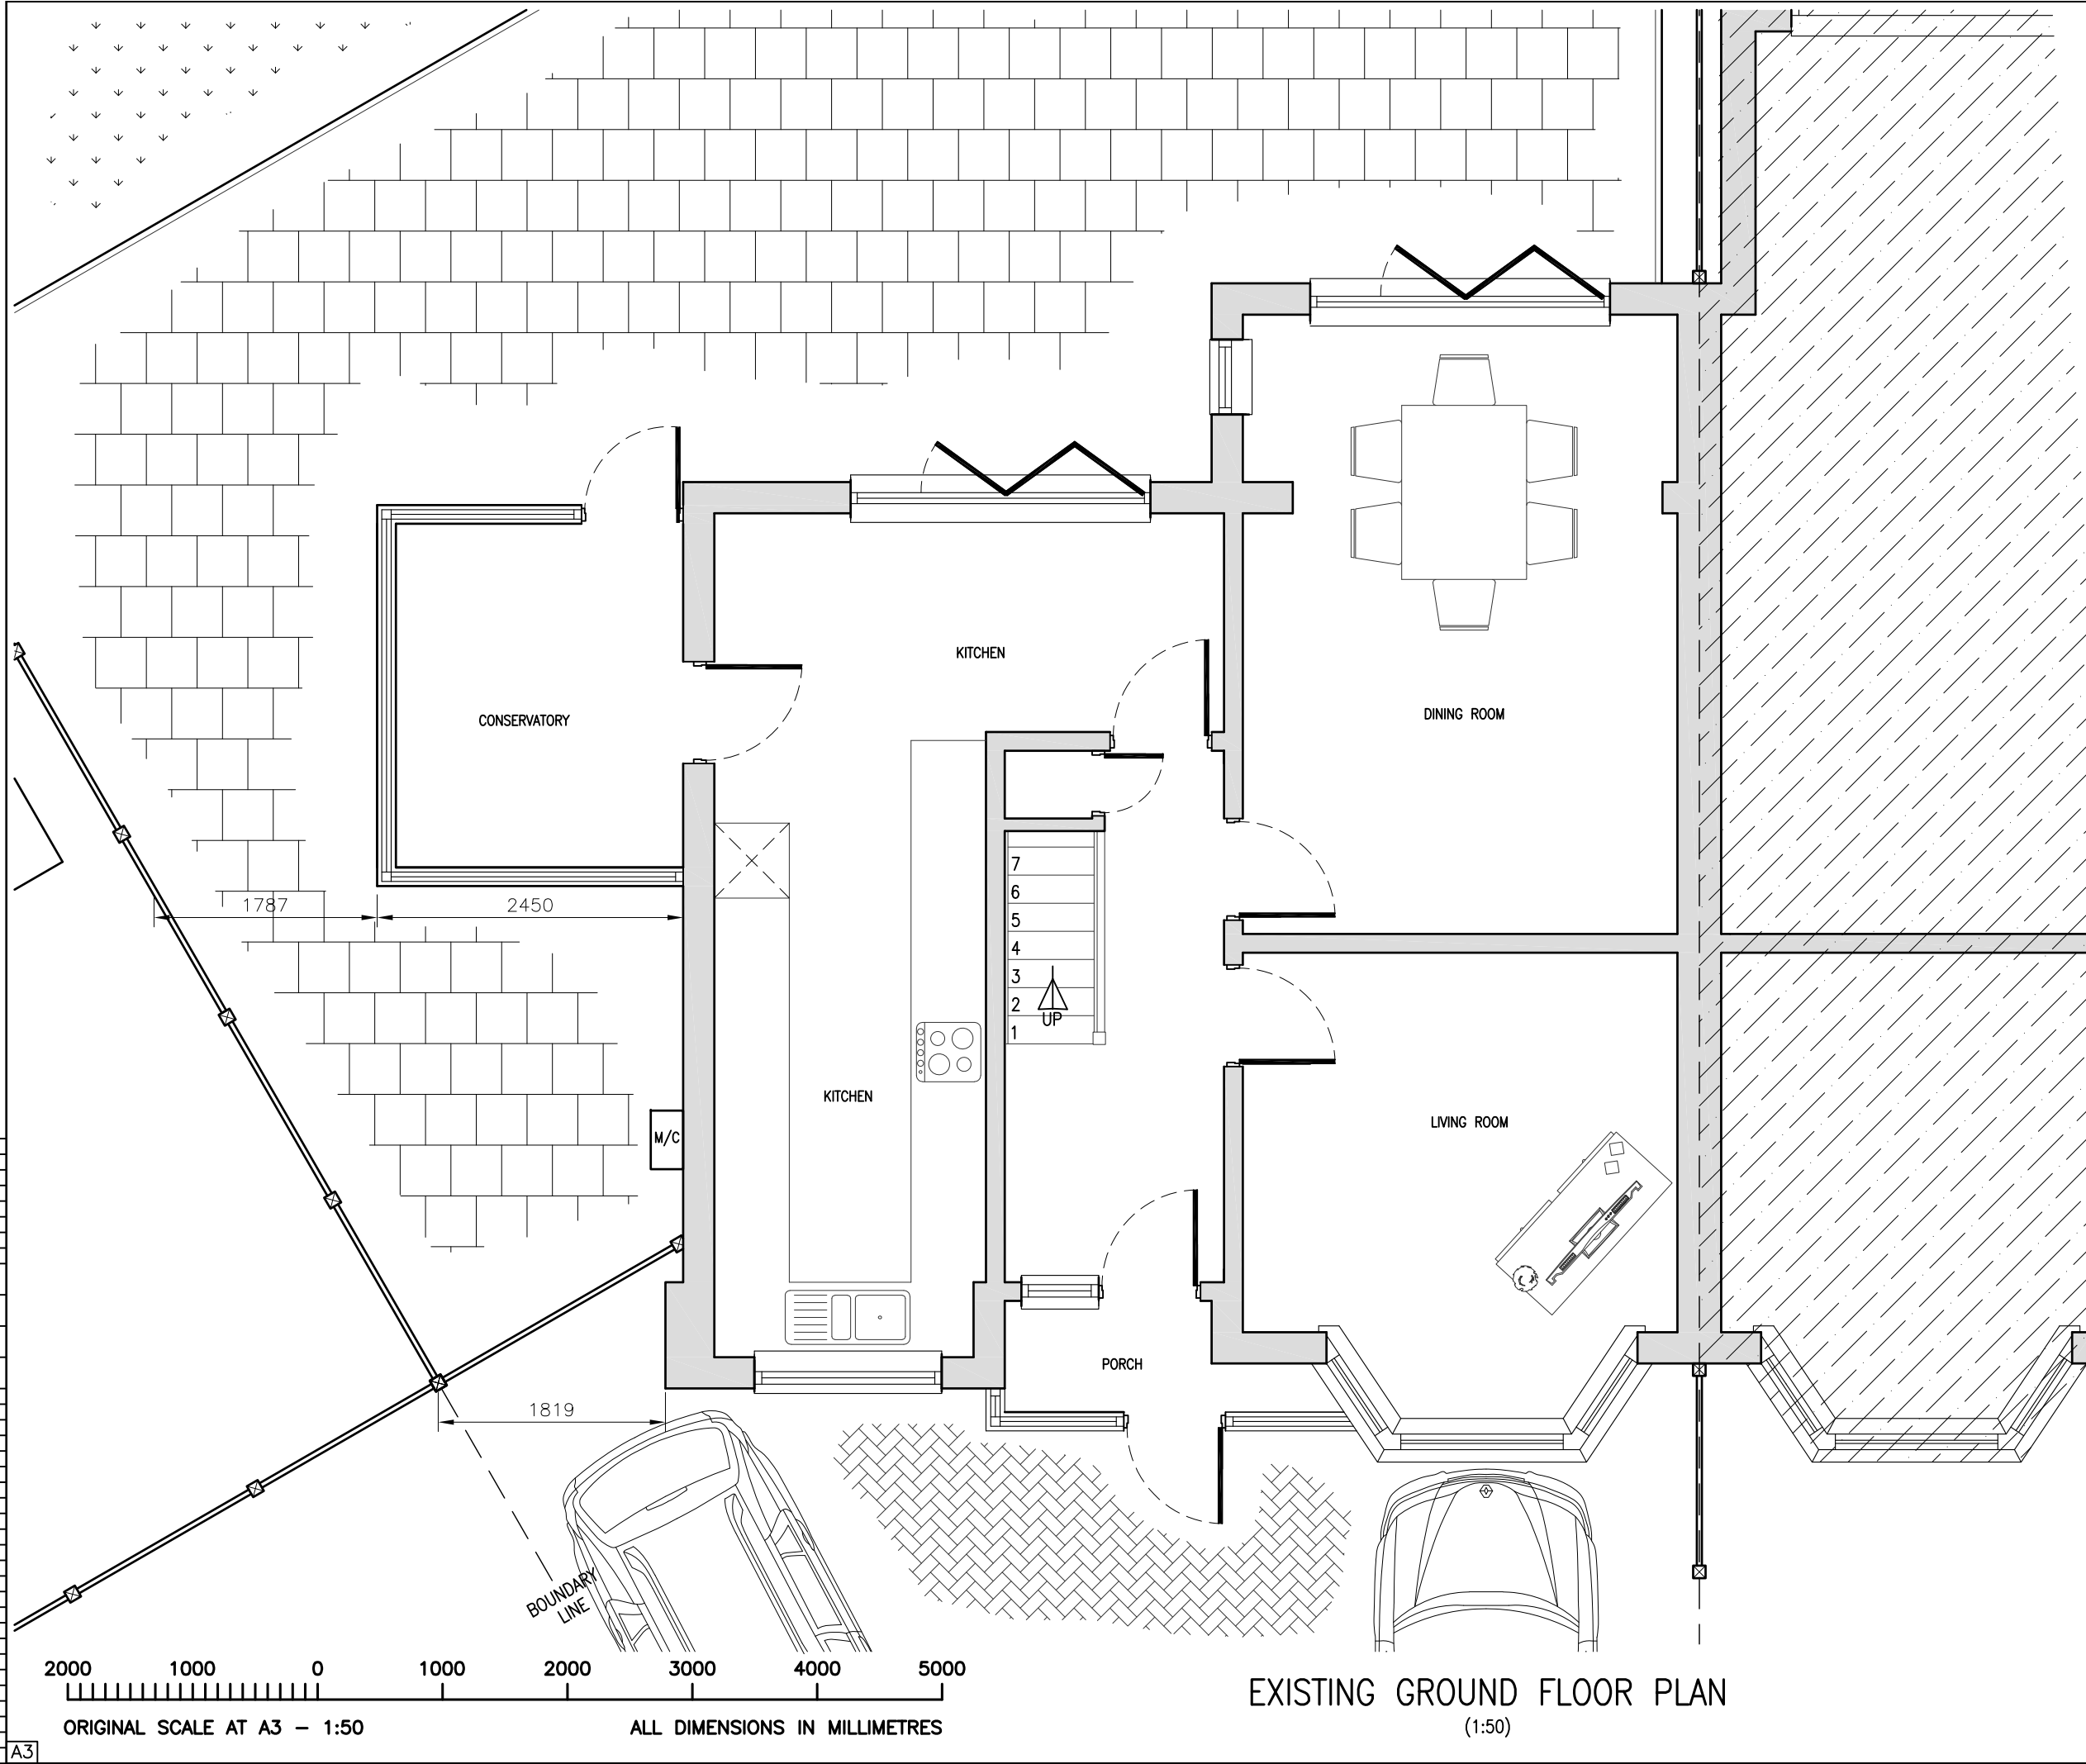 KITCHEN
CONSERVATORY
DINING ROOM
7
6
5
4
3
2
1
UP
1787
2450
KITCHEN
M/C
LIVING ROOM
PORCH
1819
BOUNDARY
LINE
2000 1000 0 1000 2000 3000 4000 5000
ORIGINAL SCALE AT A3 - 1:50
ALL DIMENSIONS IN MILLIMETRES
EXISTING GROUND FLOOR PLAN
(1:50)
A3